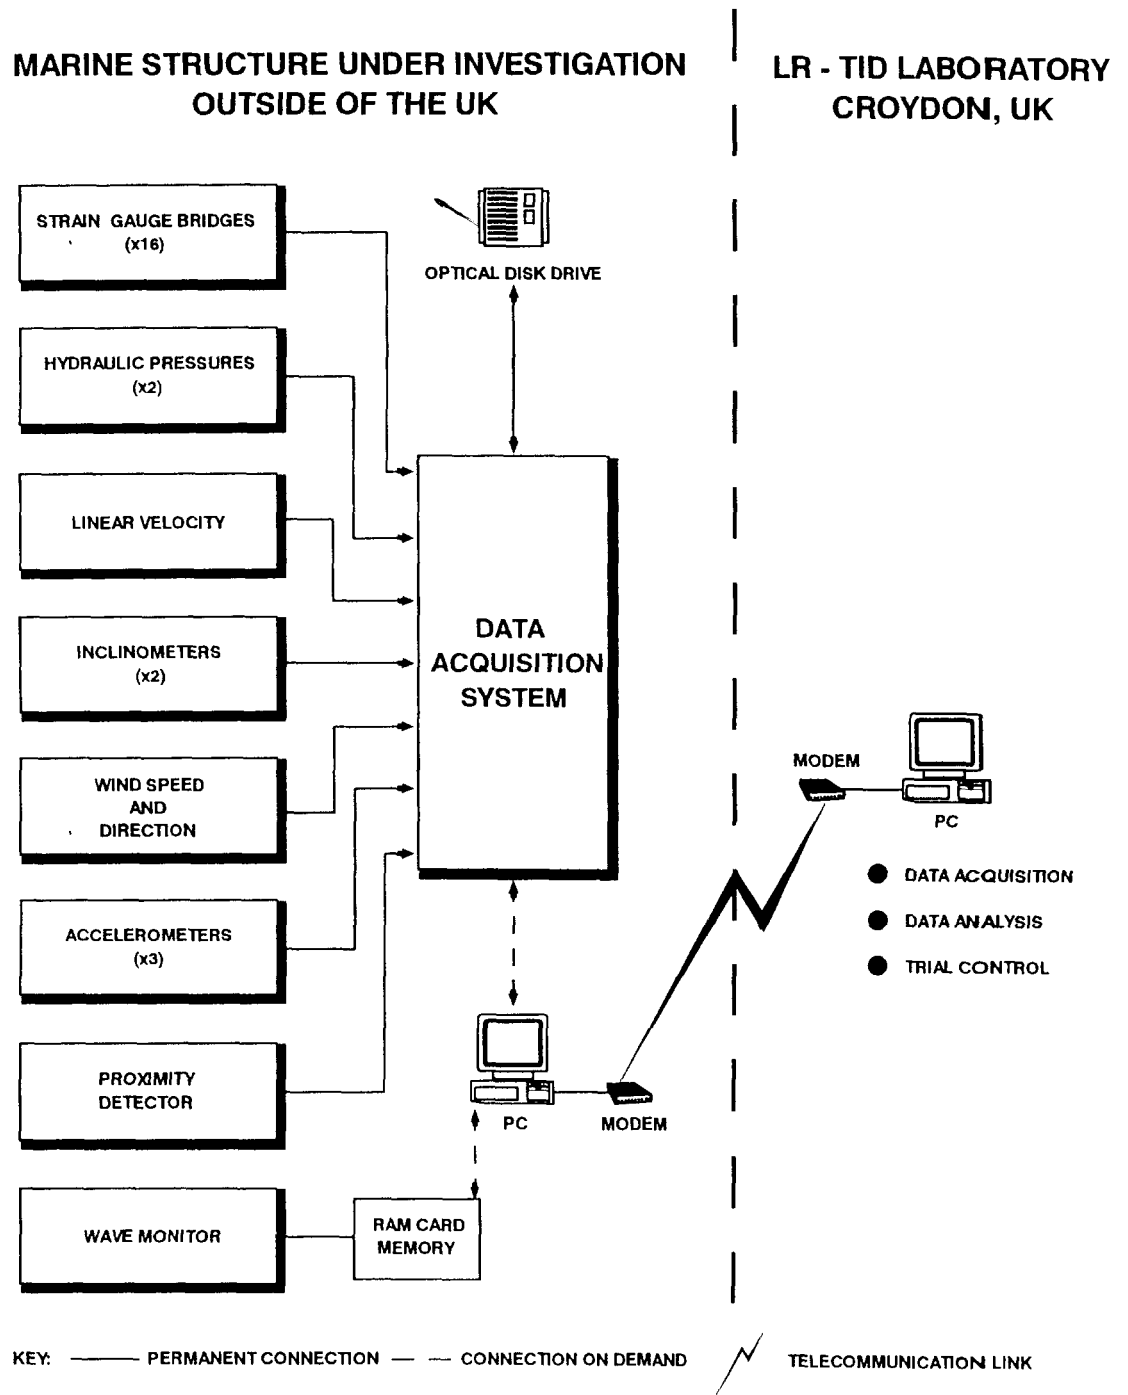 MARINE STRUCTURE UNDER INVESTIGATION
OUTSIDE OF THE UK
LR - TID LABORATORY
CROYDON, UK
STRAIN GAUGE BRIDGES
(x16)
OPTICAL DISK DRIVE
HYDRAULIC PRESSURES
(x2)
LINEAR VELOCITY
INCLINOMETERS
(x2)
DATA
ACQUISITION
SYSTEM
WIND SPEED
AND
DIRECTION
ACCELEROMETERS
(x3)
PROXIMITY
DETECTOR
WAVE MONITOR
RAM CARD
MEMORY
PC
MODEM
MODEM
PC
DATA ACQUISITION
DATA ANALYSIS
TRIAL CONTROL
KEY: PERMANENT CONNECTION CONNECTION ON DEMAND TELECOMMUNICATION LINK